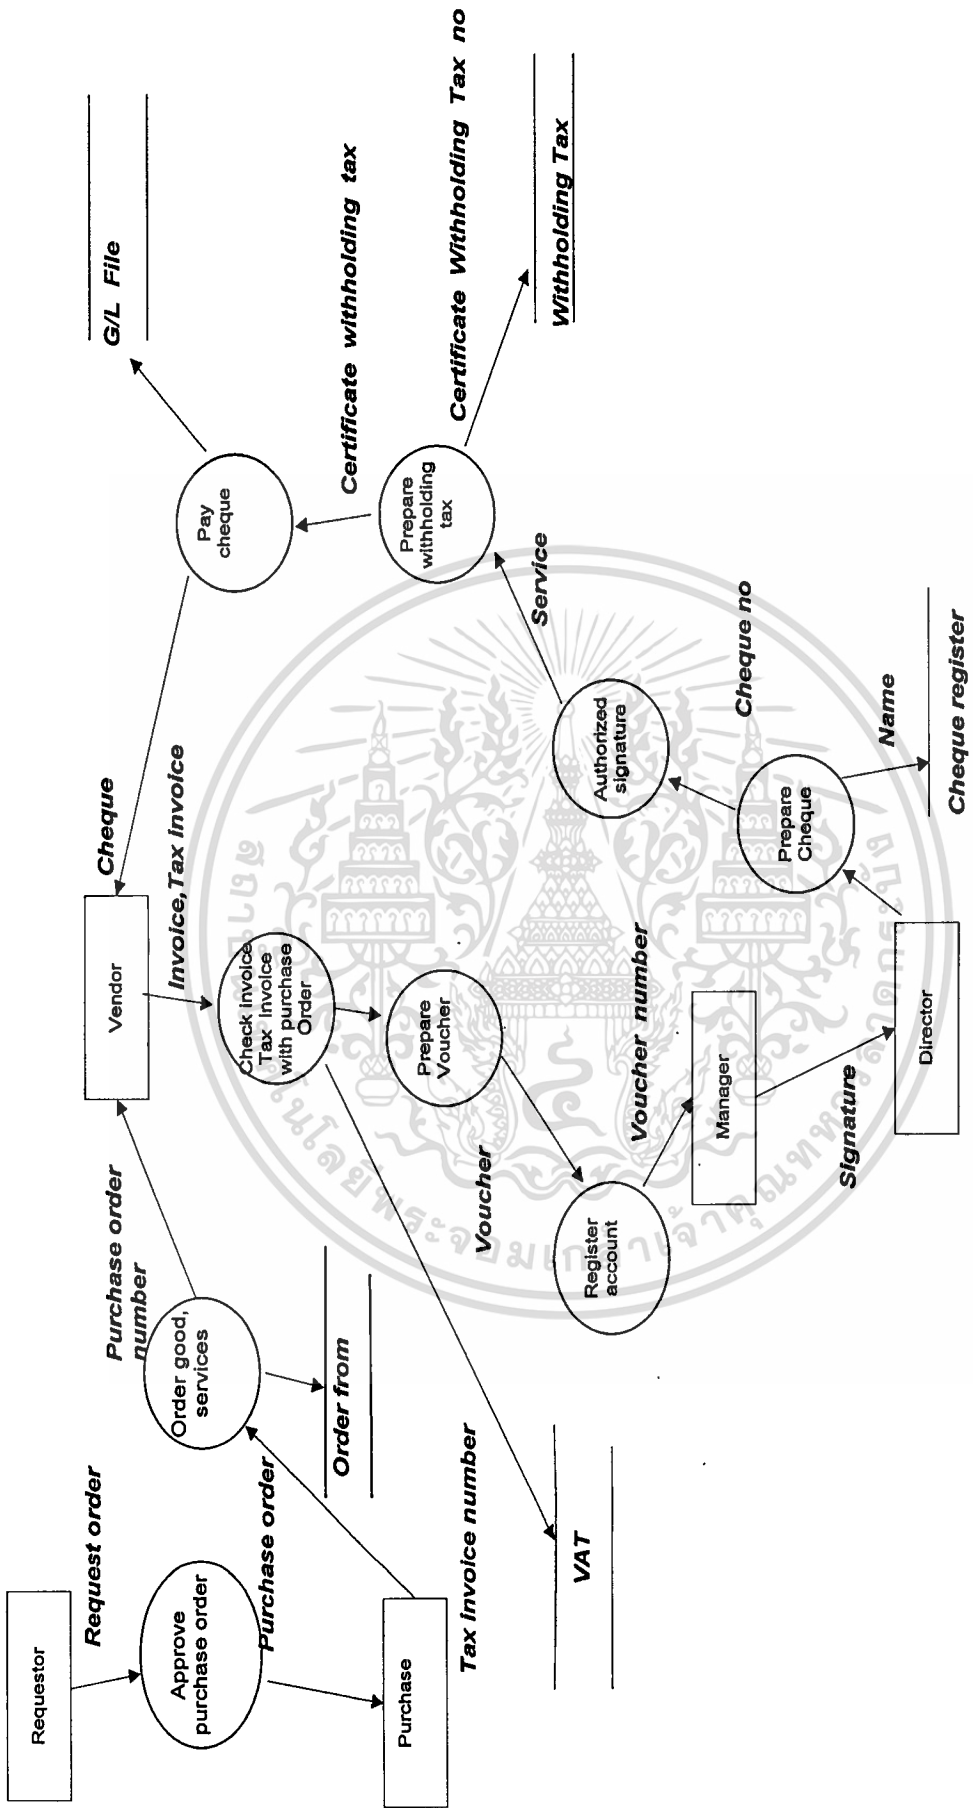 Requestor
Request order
Approve
purchase order
Purchase order
Purchase
Order good,
services
Order from
Purchase order
number
Vendor
Cheque
Invoice,Tax invoice
Check invoice
Tax invoice
with purchase
Order
Tax invoice number
VAT
Prepare
Voucher
Voucher
Register
account
Voucher number
Manager
Signature
Director
Prepare
Cheque
Cheque no
Name
Cheque register
Authorized
signature
Service
Prepare
withholding
tax
Certificate withholding tax
Certificate Withholding Tax no
Withholding Tax
Pay
cheque
G/L File